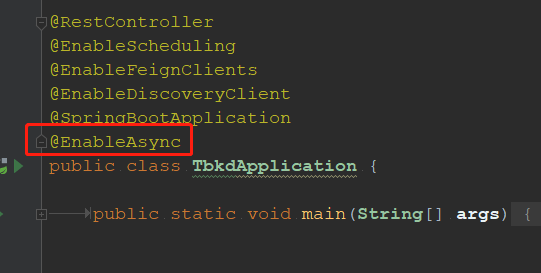 @RestController
@EnableScheduling
@EnableFeignClients
@EnableDiscoveryClient
@SpringBootApplication
@EnableAsync
public class TbkdApplication {
public static void main(String[] args) {